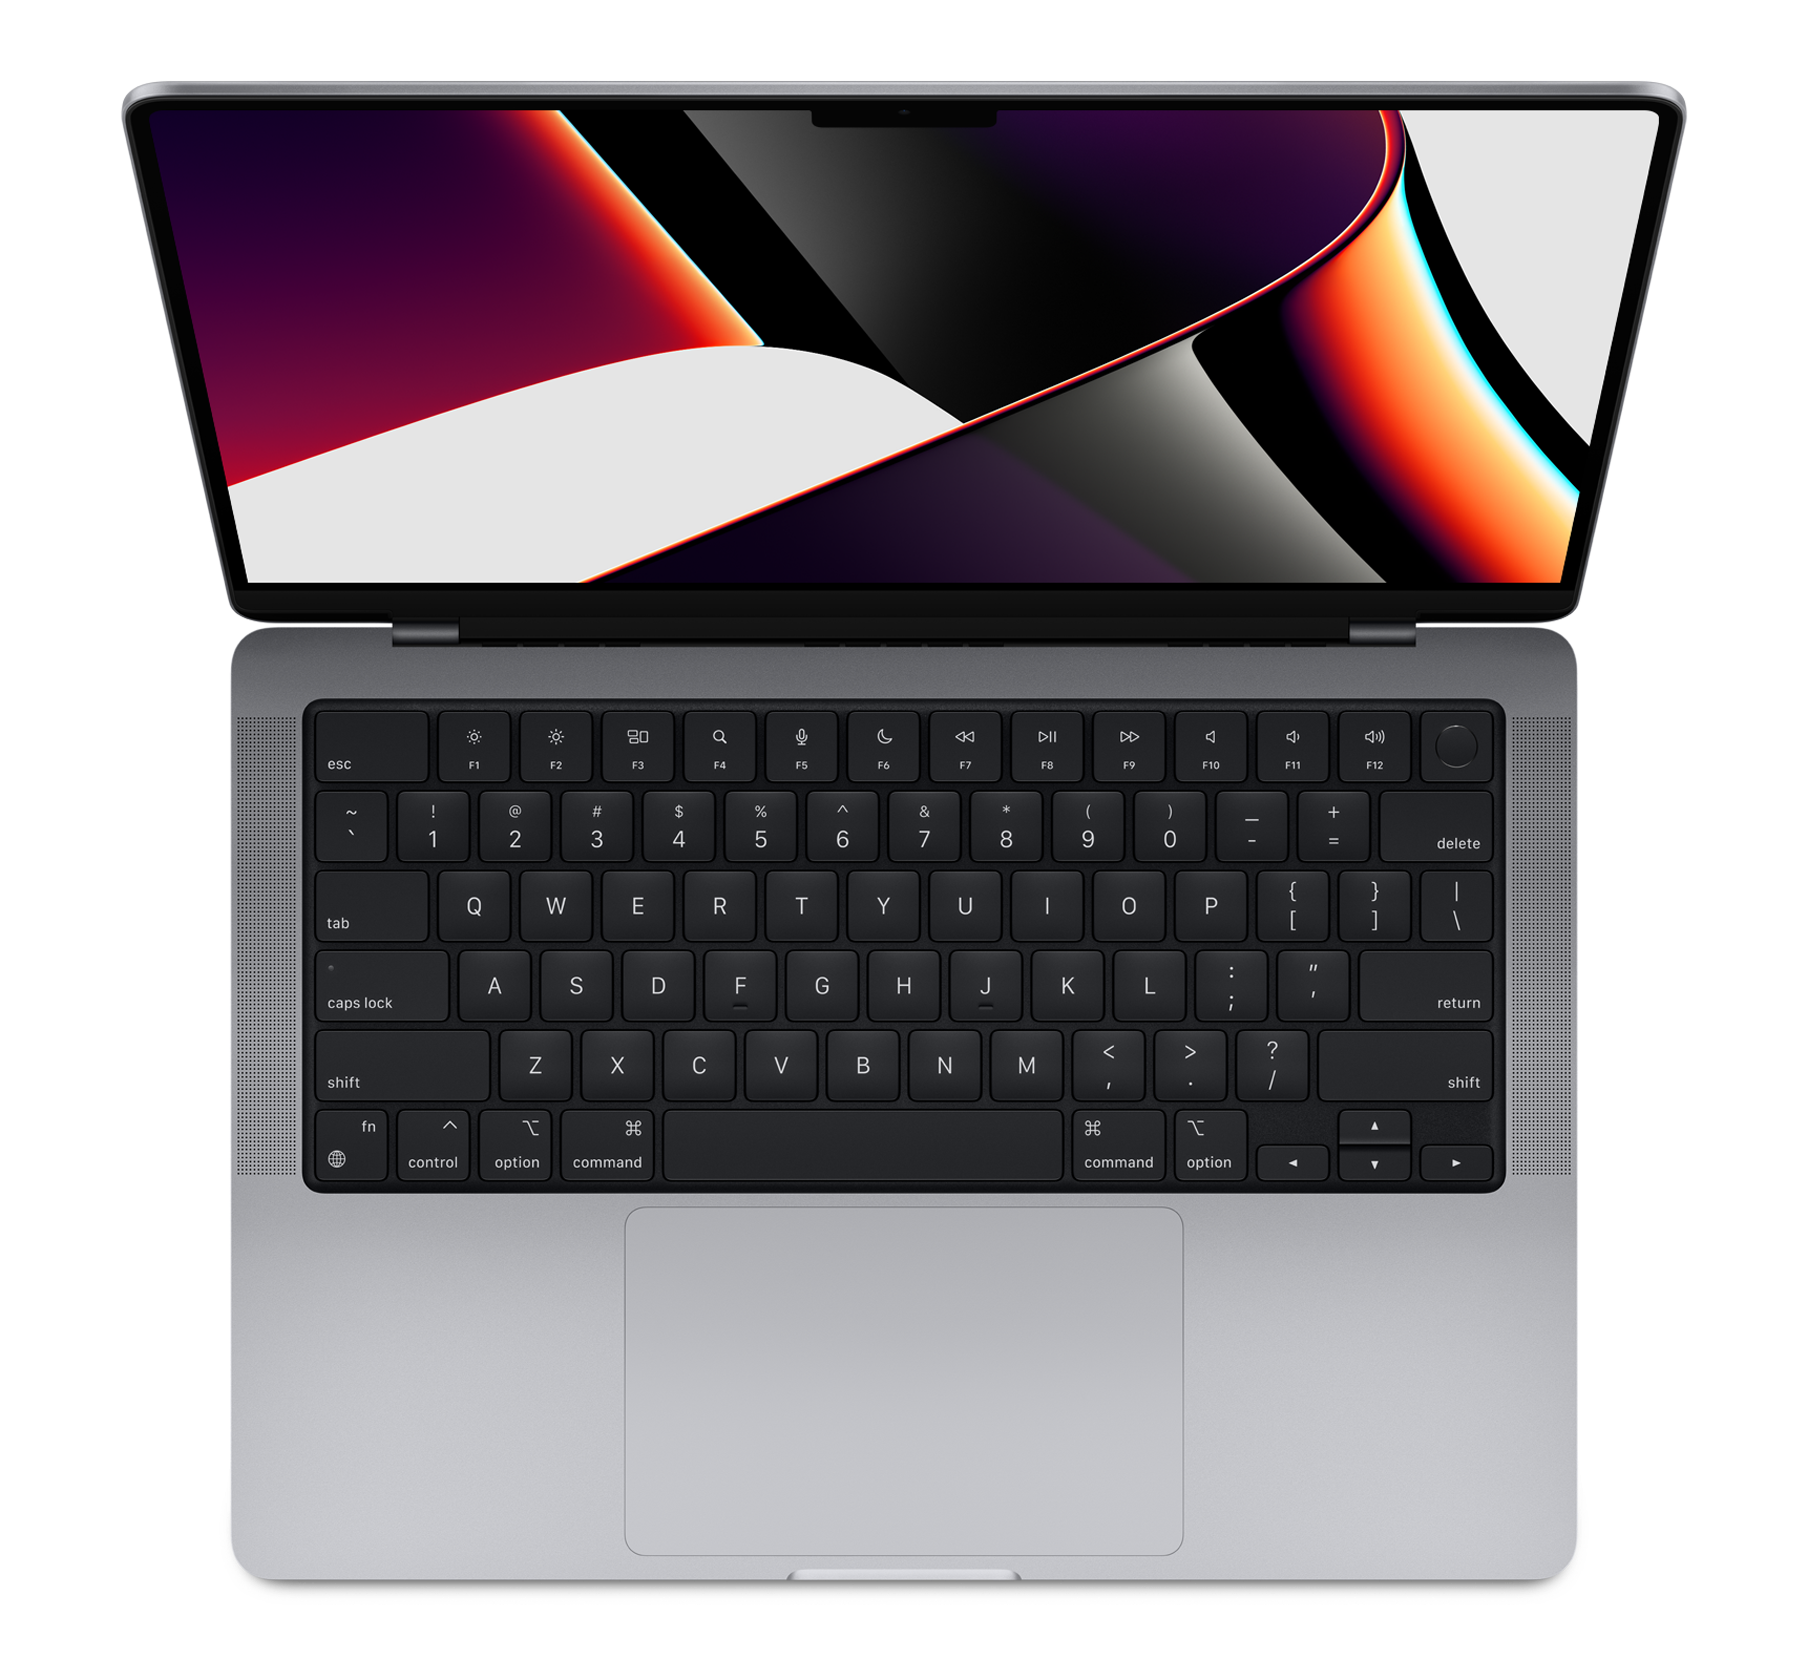 esc F1 F2 F3 F4 F5 F6 F7 F8 F9 F10 F11 F12
~ ! @ # $ % ^ & * ( ) _ +
` 1 2 3 4 5 6 7 8 9 0 - = delete
tab Q W E R T Y U I O P { } |
[ ] \
caps lock A S D F G H J K L : " return
; '
shift Z X C V B N M < > ? shift
, . /
fn ^ ⌥ ⌘ ⌘ ⌥ ▲
control option command command option ◀ ▼ ▶